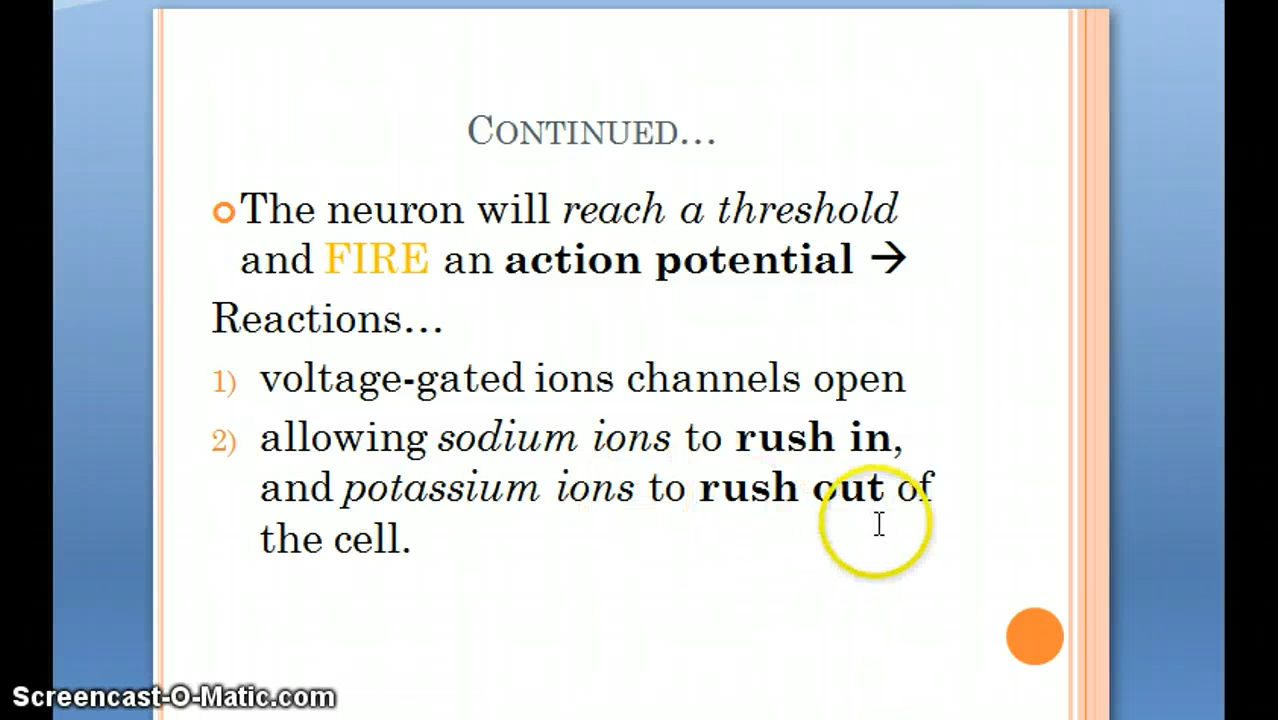 CONTINUED...
The neuron will reach a threshold
and FIRE an action potential →
Reactions...
1) voltage-gated ions channels open
2) allowing sodium ions to rush in,
and potassium ions to rush out of
the cell.
Screencast-O-Matic.com